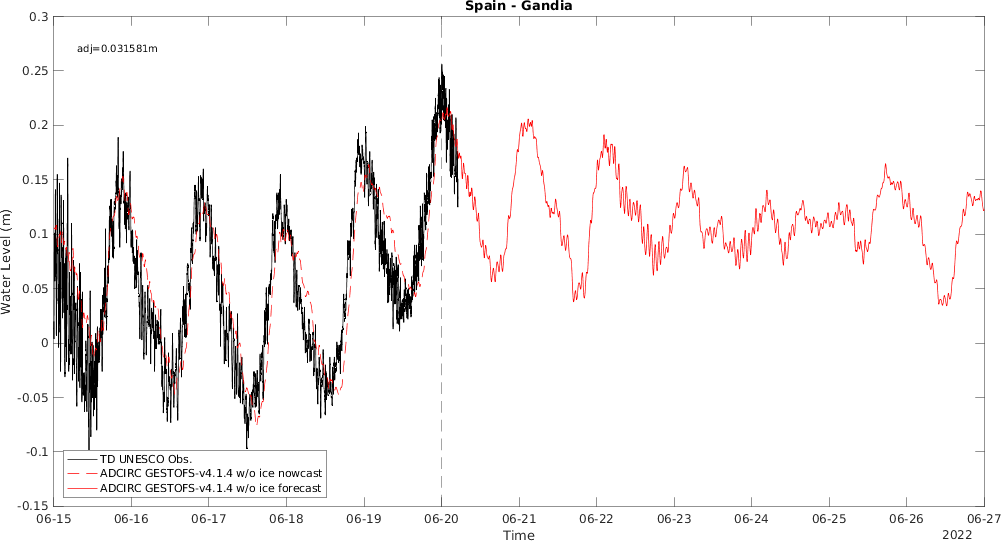 Spain - Gandia
adj=0.031581m
0.3
0.25
0.2
0.15
0.1
0.05
0
-0.05
-0.1
-0.15
Water Level (m)
TD UNESCO Obs.
ADCIRC GESTOFS-v4.1.4 w/o ice nowcast
ADCIRC GESTOFS-v4.1.4 w/o ice forecast
06-15 06-16 06-17 06-18 06-19 06-20 06-21 06-22 06-23 06-24 06-25 06-26 06-27
Time
2022